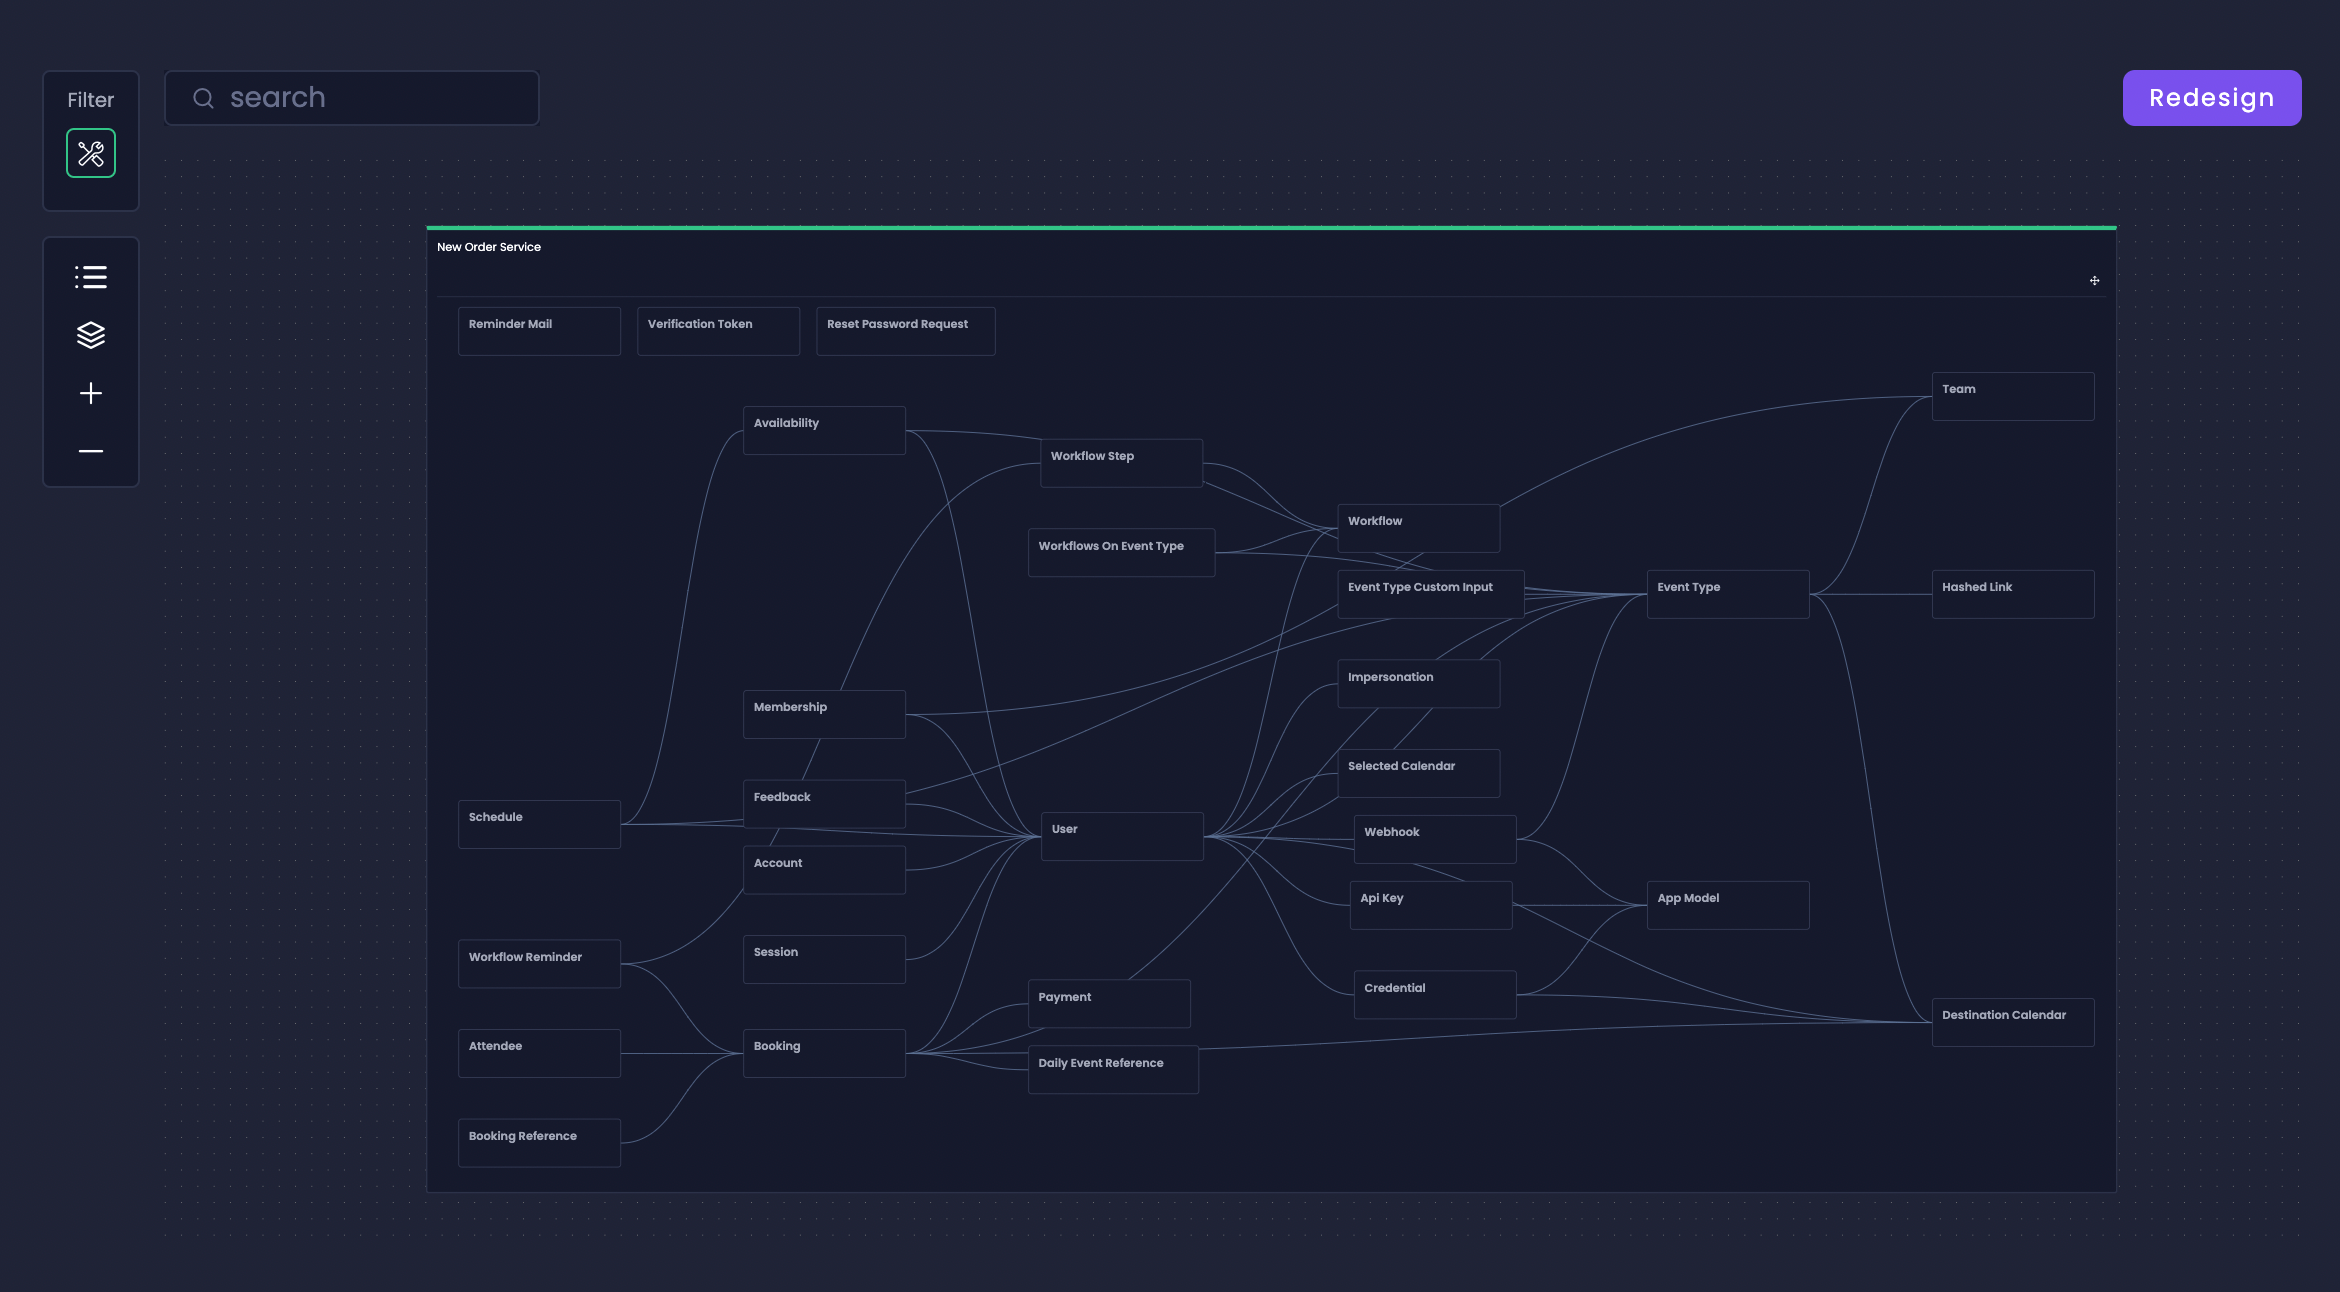 Filter
search
Redesign
New Order Service
Reminder Mail
Verification Token
Reset Password Request
Team
Availability
Workflow Step
Workflow
Workflows On Event Type
Event Type Custom Input
Event Type
Hashed Link
Impersonation
Membership
Selected Calendar
Feedback
Schedule
User
Webhook
Account
Api Key
App Model
Session
Workflow Reminder
Credential
Payment
Destination Calendar
Attendee
Booking
Daily Event Reference
Booking Reference